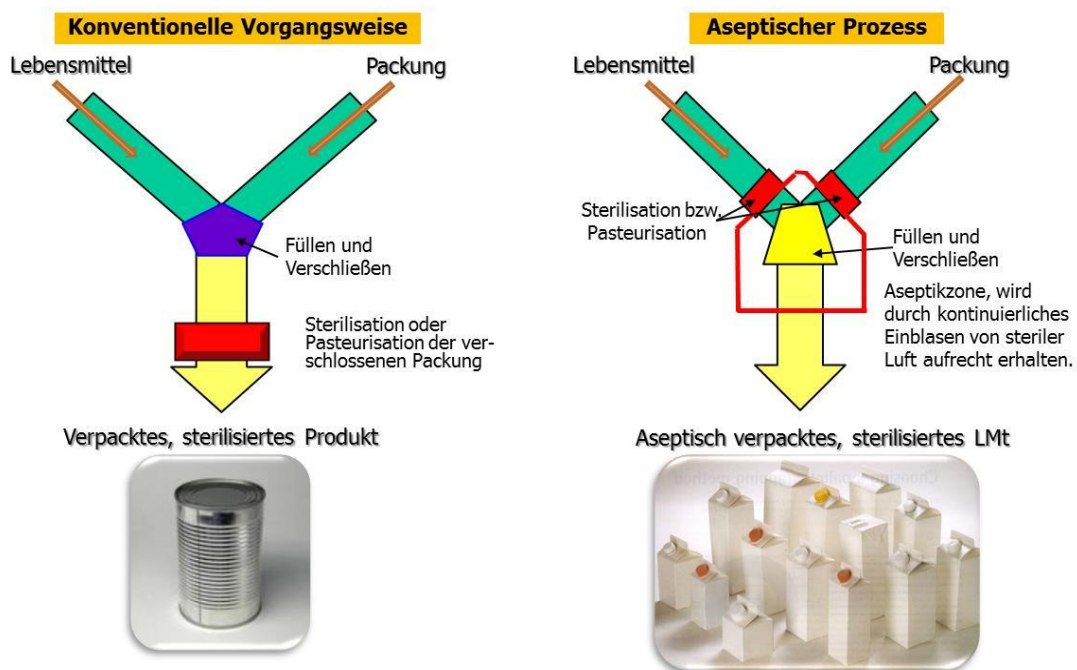 Konventionelle Vorgangsweise
Lebensmittel
Packung
Füllen und
Verschließen
Sterilisation oder
Pasteurisation der ver-
schlossenen Packung
Verpacktes, sterilisiertes Produkt
Aseptischer Prozess
Lebensmittel
Packung
Sterilisation bzw.
Pasteurisation
Füllen und
Verschließen
Aseptikzone, wird
durch kontinuierliches
Einblasen von steriler
Luft aufrecht erhalten.
Aseptisch verpacktes, sterilisiertes LMt